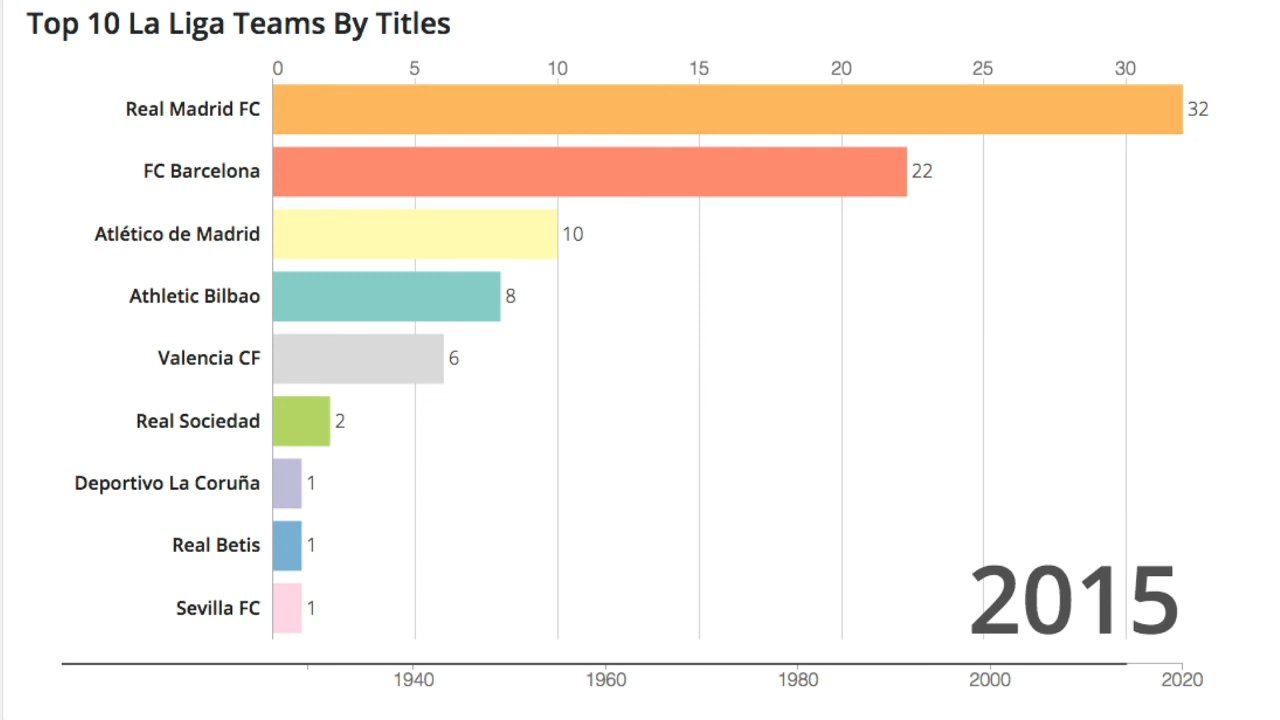 Top 10 La Liga Teams By Titles
0 5 10 15 20 25 30
Real Madrid FC 32
FC Barcelona 22
Atlético de Madrid 10
Athletic Bilbao 8
Valencia CF 6
Real Sociedad 2
Deportivo La Coruña 1
Real Betis 1
Sevilla FC 1
2015
1940 1960 1980 2000 2020